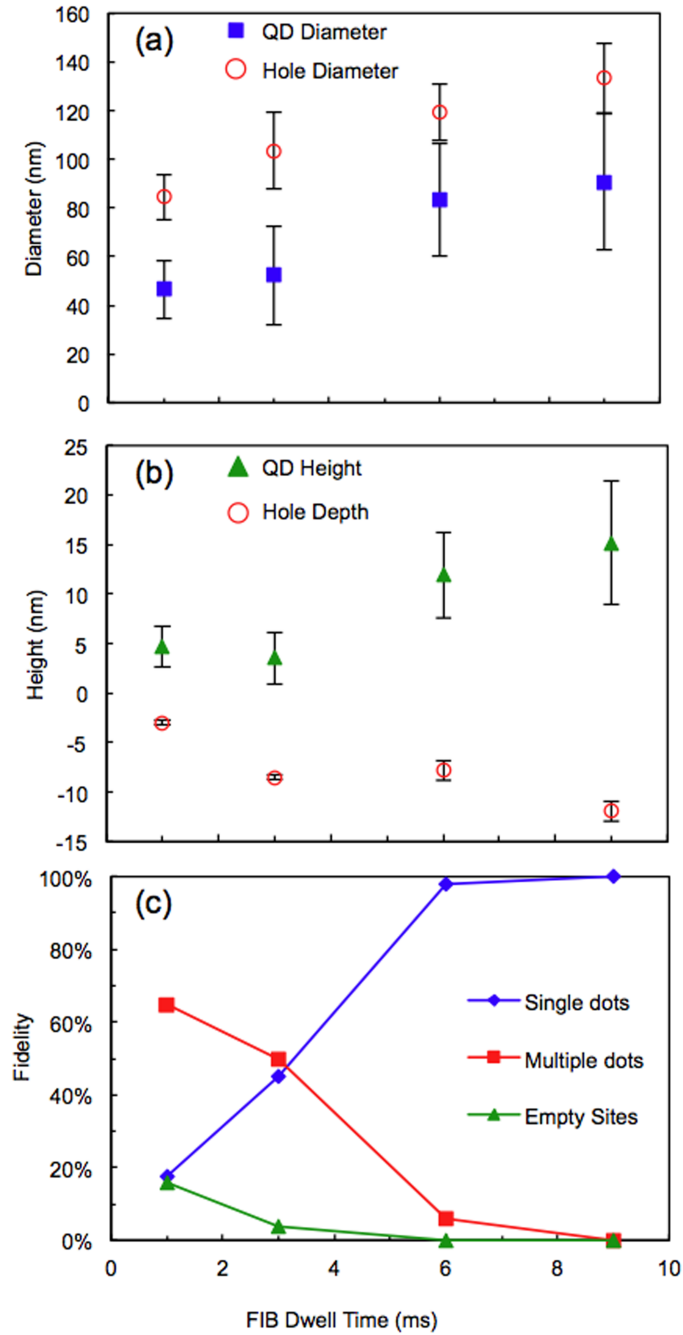 (a)
QD Diameter
Hole Diameter
Diameter (nm)
160
140
120
100
80
60
40
20
0
(b)
QD Height
Hole Depth
Height (nm)
25
20
15
10
5
0
-5
-10
-15
(c)
Single dots
Multiple dots
Empty Sites
Fidelity
100%
80%
60%
40%
20%
0%
0 2 4 6 8 10
FIB Dwell Time (ms)